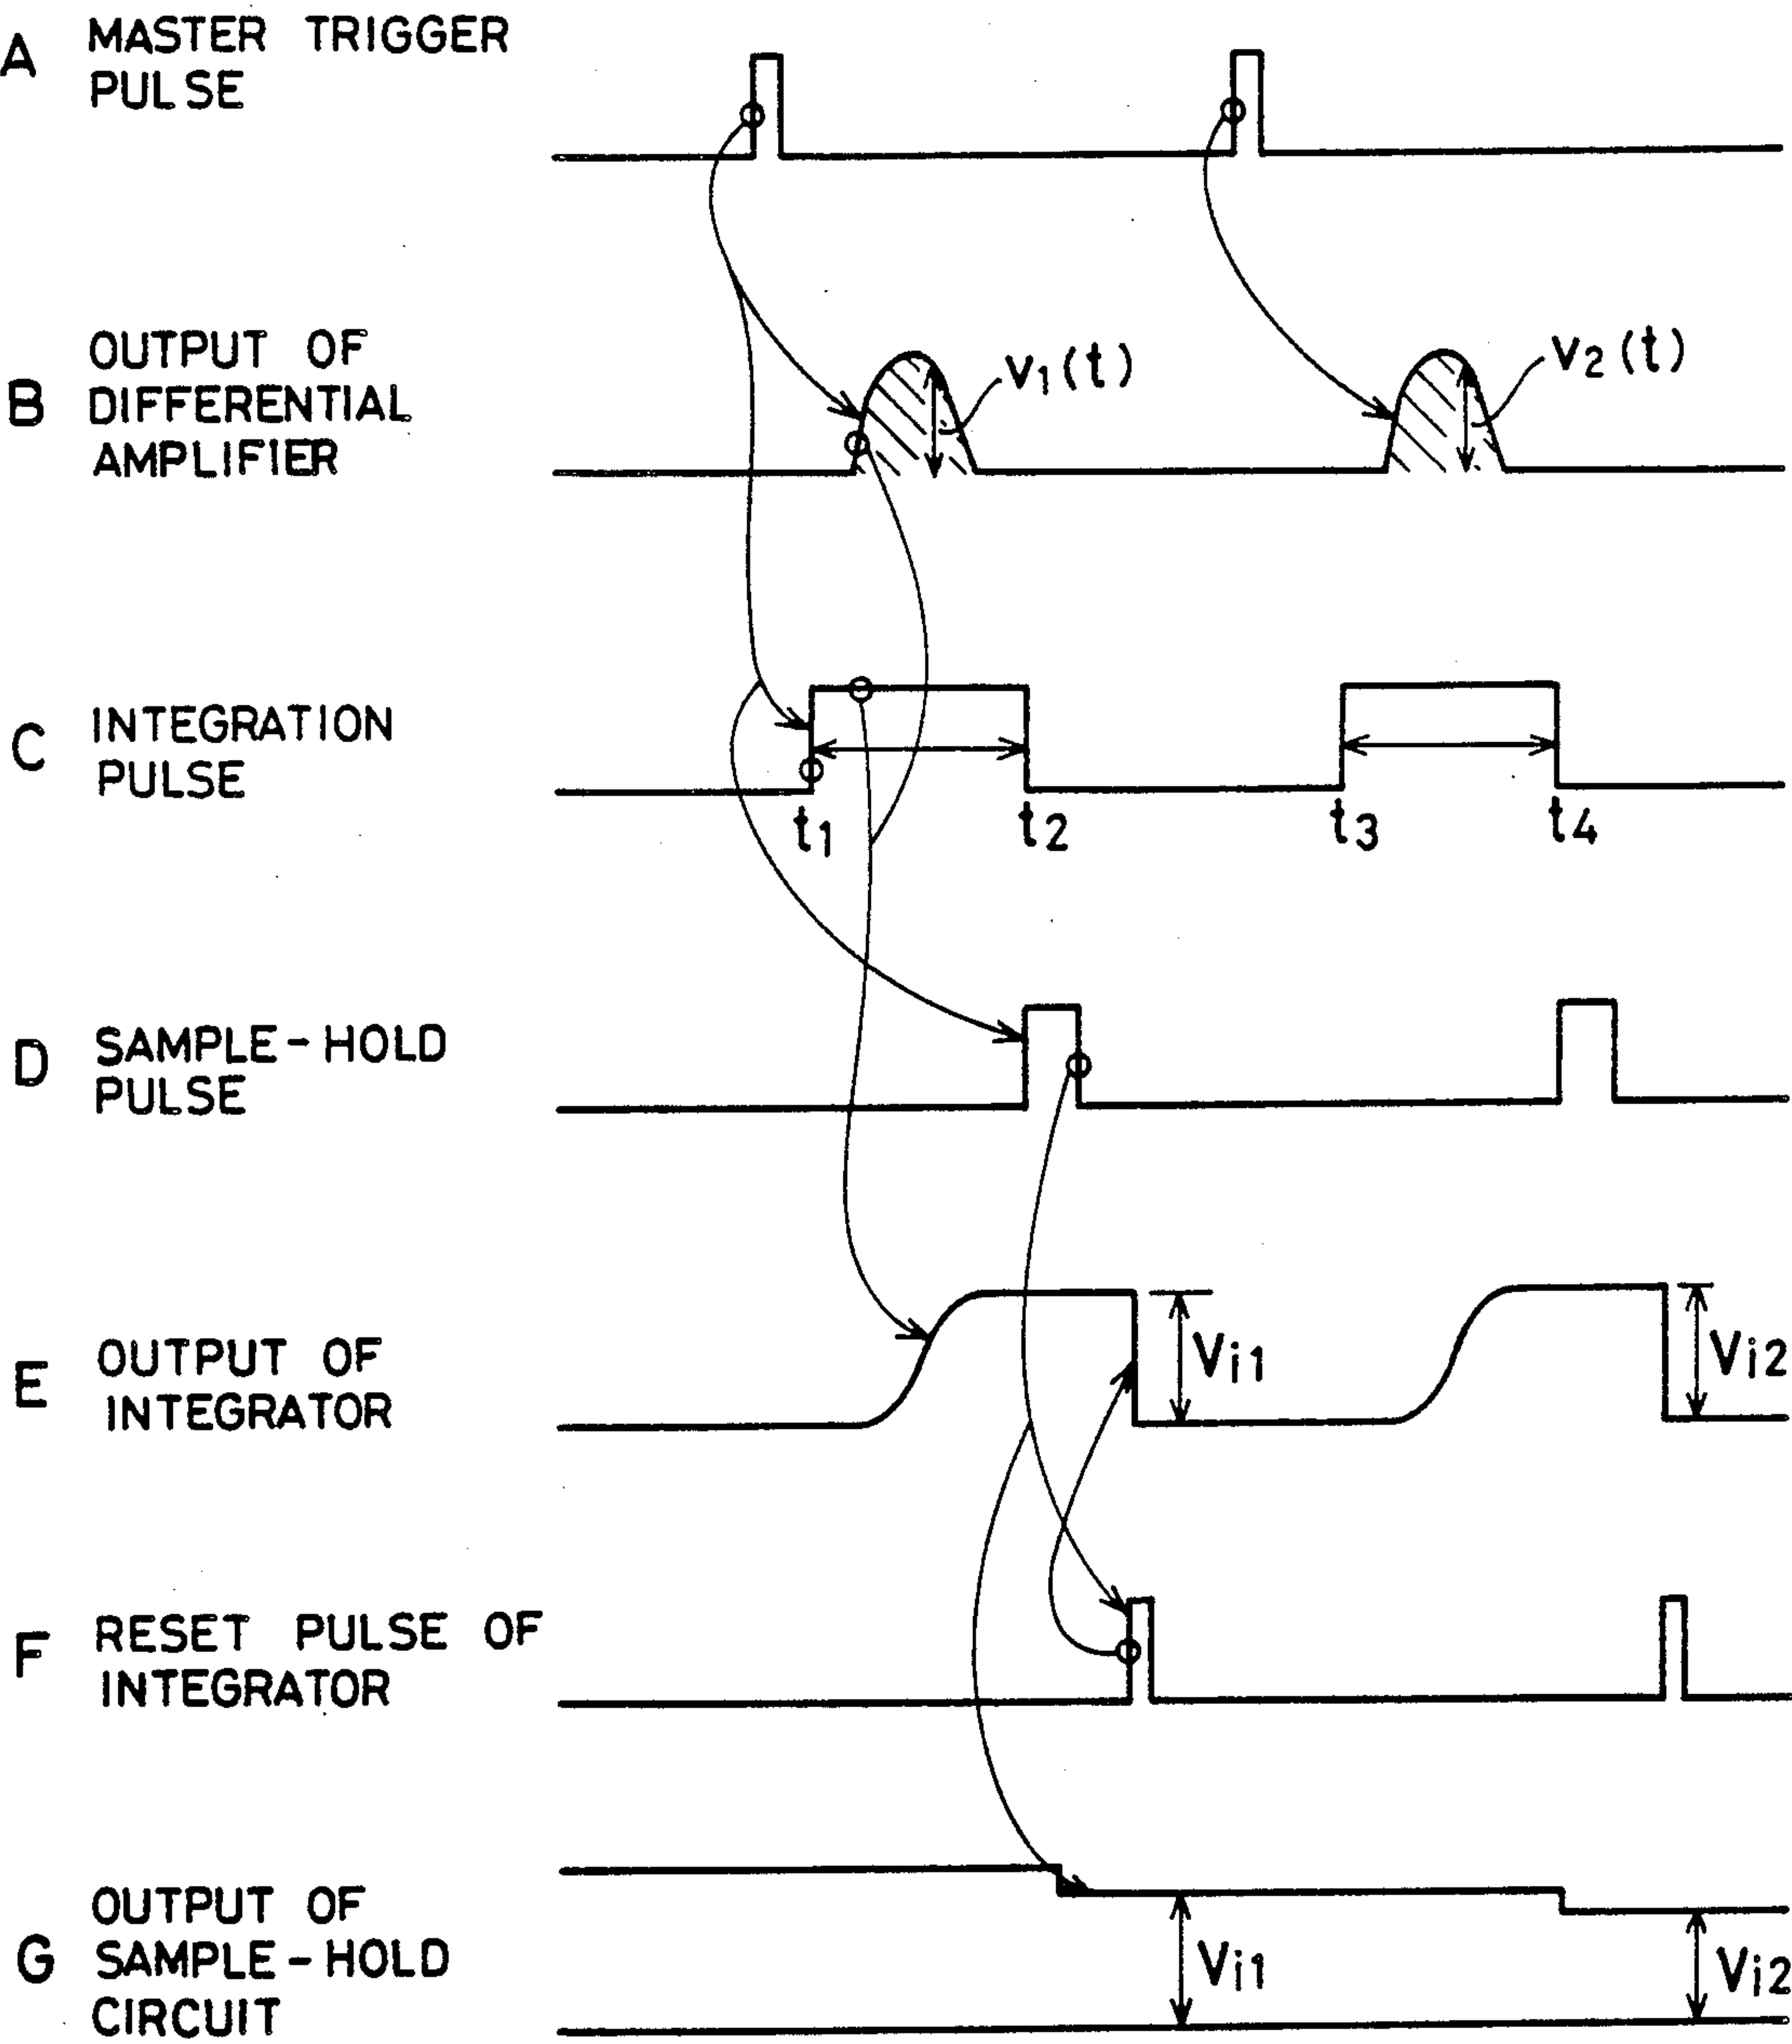 A MASTER TRIGGER
PULSE
B OUTPUT OF
DIFFERENTIAL
AMPLIFIER
v1(t)
v2(t)
C INTEGRATION
PULSE
t1 t2 t3 t4
D SAMPLE-HOLD
PULSE
E OUTPUT OF
INTEGRATOR
Vi1
Vi2
F RESET PULSE OF
INTEGRATOR
G OUTPUT OF
SAMPLE-HOLD
CIRCUIT
Vi1
Vi2